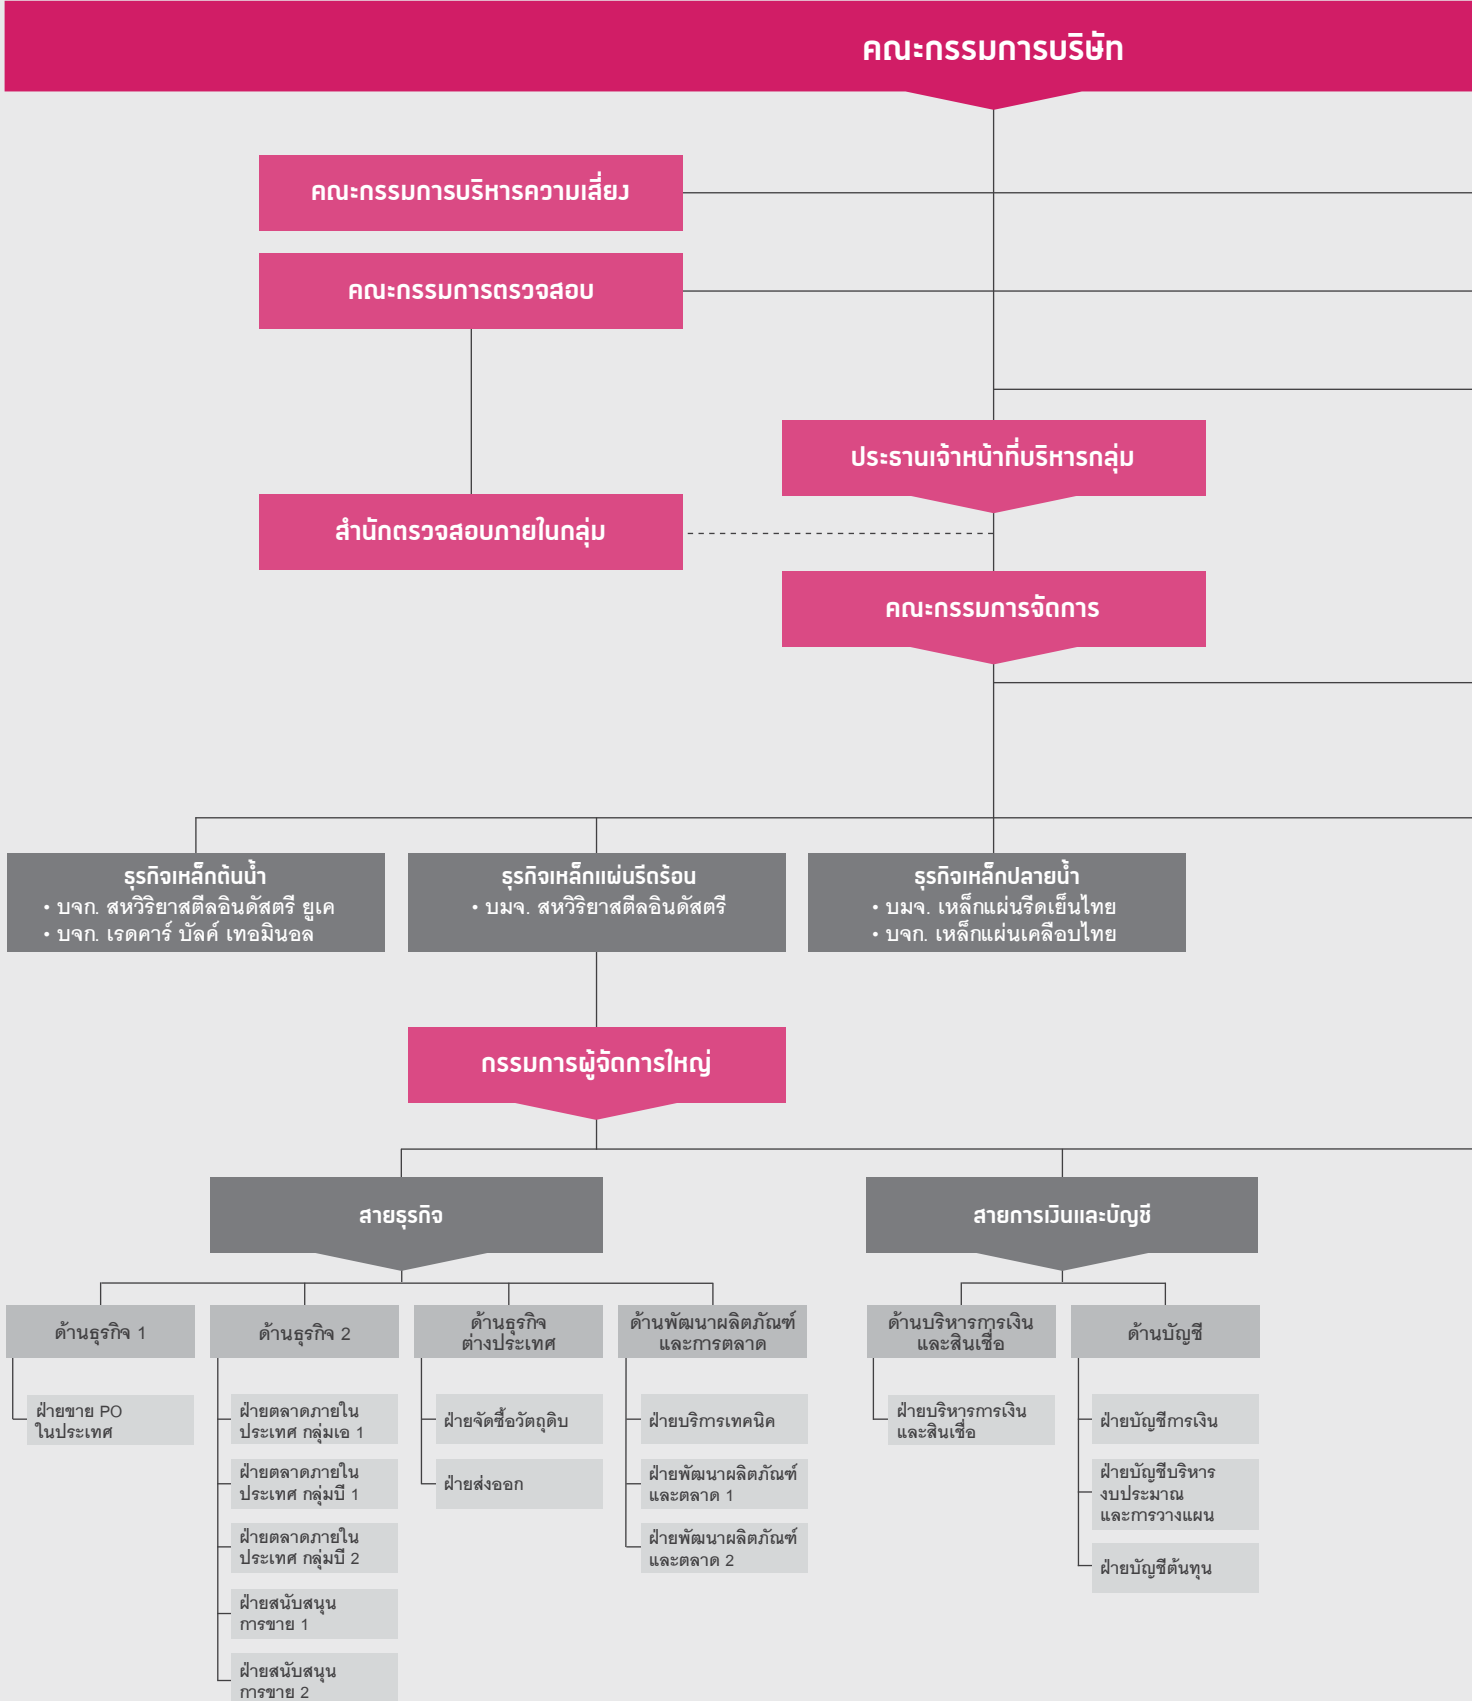 คณะกรรมการบริษัท
คณะกรรมการบริหารความเสี่ยง
คณะกรรมการตรวจสอบ
ประธานเจ้าหน้าที่บริหารกลุ่ม
สำนักตรวจสอบภายในกลุ่ม
คณะกรรมการจัดการ
ธุรกิจเหล็กต้นน้ำ
• บจก. สหวิริยาสตีลอินดัสตรี ยูเค
• บจก. เรดคาร์ บัลค์ เทอมินอล
ธุรกิจเหล็กแผ่นรีดร้อน
• บมจ. สหวิริยาสตีลอินดัสตรี
ธุรกิจเหล็กปลายน้ำ
• บมจ. เหล็กแผ่นรีดเย็นไทย
• บจก. เหล็กแผ่นเคลือบไทย
กรรมการผู้จัดการใหญ่
สายธุรกิจ
สายการเงินและบัญชี
ด้านธุรกิจ 1
ด้านธุรกิจ 2
ด้านธุรกิจ
ต่างประเทศ
ด้านพัฒนาผลิตภัณฑ์
และการตลาด
ด้านบริหารการเงิน
และสินเชื่อ
ด้านบัญชี
ฝ่ายขาย PO
ในประเทศ
ฝ่ายตลาดภายใน
ประเทศ กลุ่มเอ 1
ฝ่ายตลาดภายใน
ประเทศ กลุ่มบี 1
ฝ่ายตลาดภายใน
ประเทศ กลุ่มบี 2
ฝ่ายสนับสนุน
การขาย 1
ฝ่ายสนับสนุน
การขาย 2
ฝ่ายจัดซื้อวัตถุดิบ
ฝ่ายส่งออก
ฝ่ายบริการเทคนิค
ฝ่ายพัฒนาผลิตภัณฑ์
และตลาด 1
ฝ่ายพัฒนาผลิตภัณฑ์
และตลาด 2
ฝ่ายบริหารการเงิน
และสินเชื่อ
ฝ่ายบัญชีการเงิน
ฝ่ายบัญชีบริหาร
งบประมาณ
และการวางแผน
ฝ่ายบัญชีต้นทุน